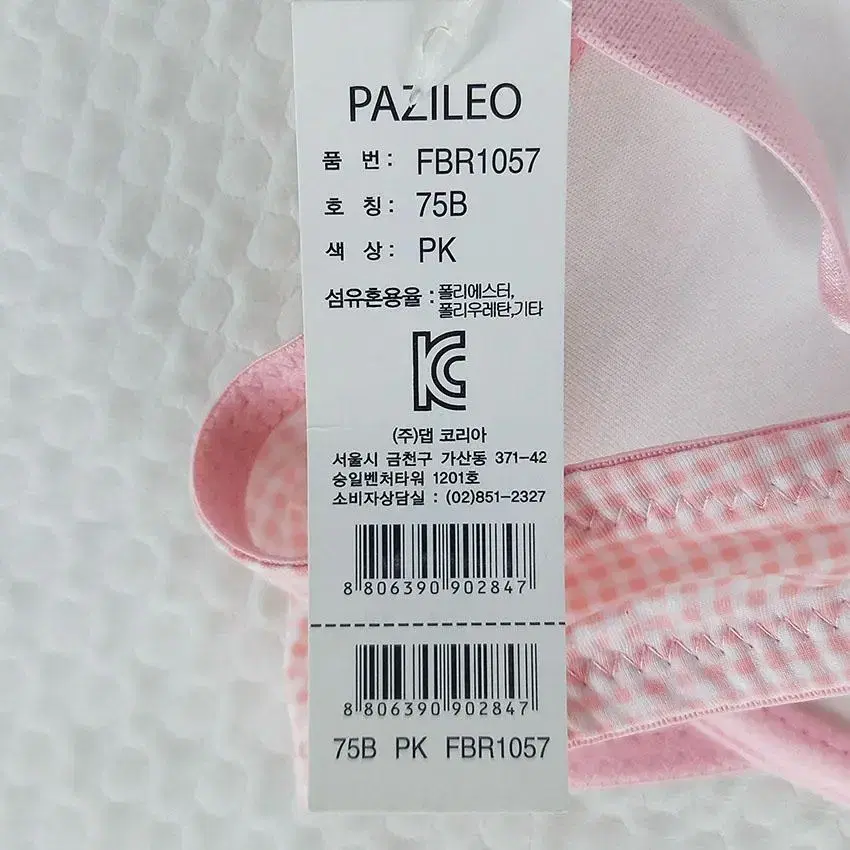 PAZILEO
품 번: FBR1057
호 칭: 75B
색 상: PK
섬유혼용율 : 폴리에스터,
폴리우레탄,기타
(주)댑 코리아
서울시 금천구 가산동 371-42
승일벤처타워 1201호
소비자상담실 : (02)851-2327
8 806390 902847
8 806390 902847
75B PK FBR1057